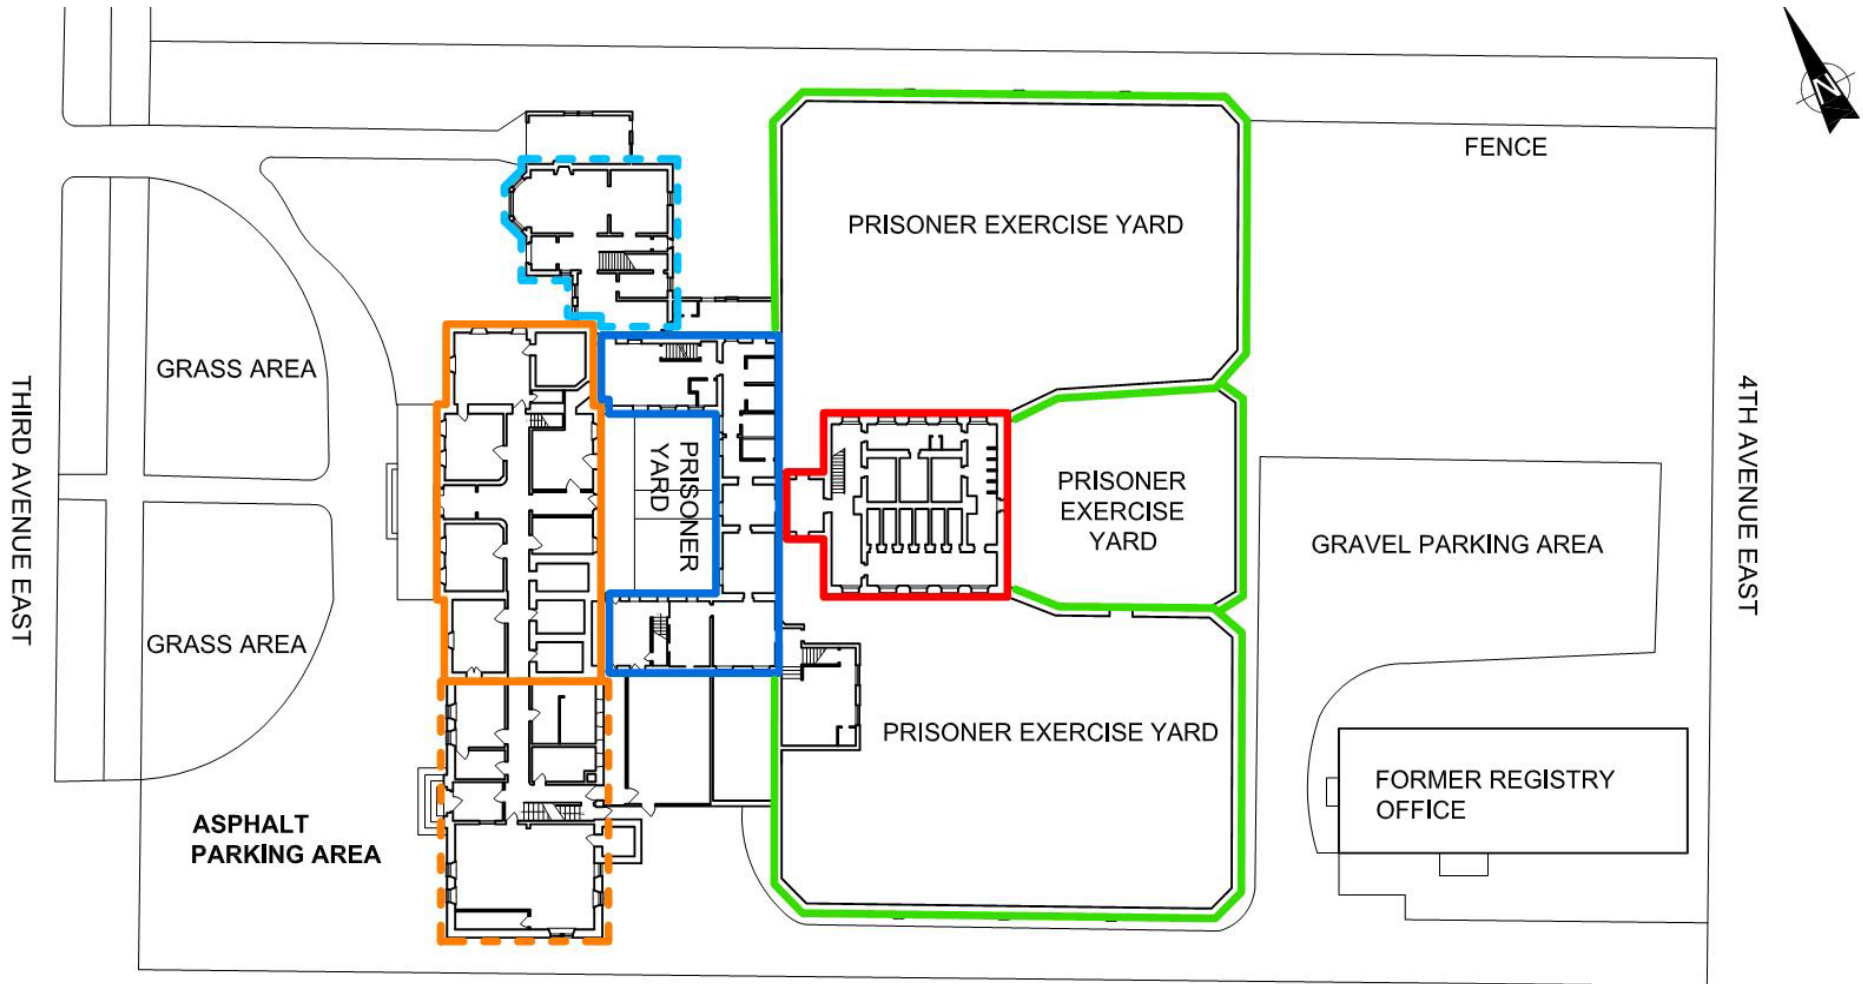 N
FENCE
PRISONER EXERCISE YARD
GRASS AREA
THIRD AVENUE EAST
PRISONER
YARD
PRISONER
EXERCISE
YARD
4TH AVENUE EAST
GRAVEL PARKING AREA
GRASS AREA
PRISONER EXERCISE YARD
FORMER REGISTRY
OFFICE
ASPHALT
PARKING AREA